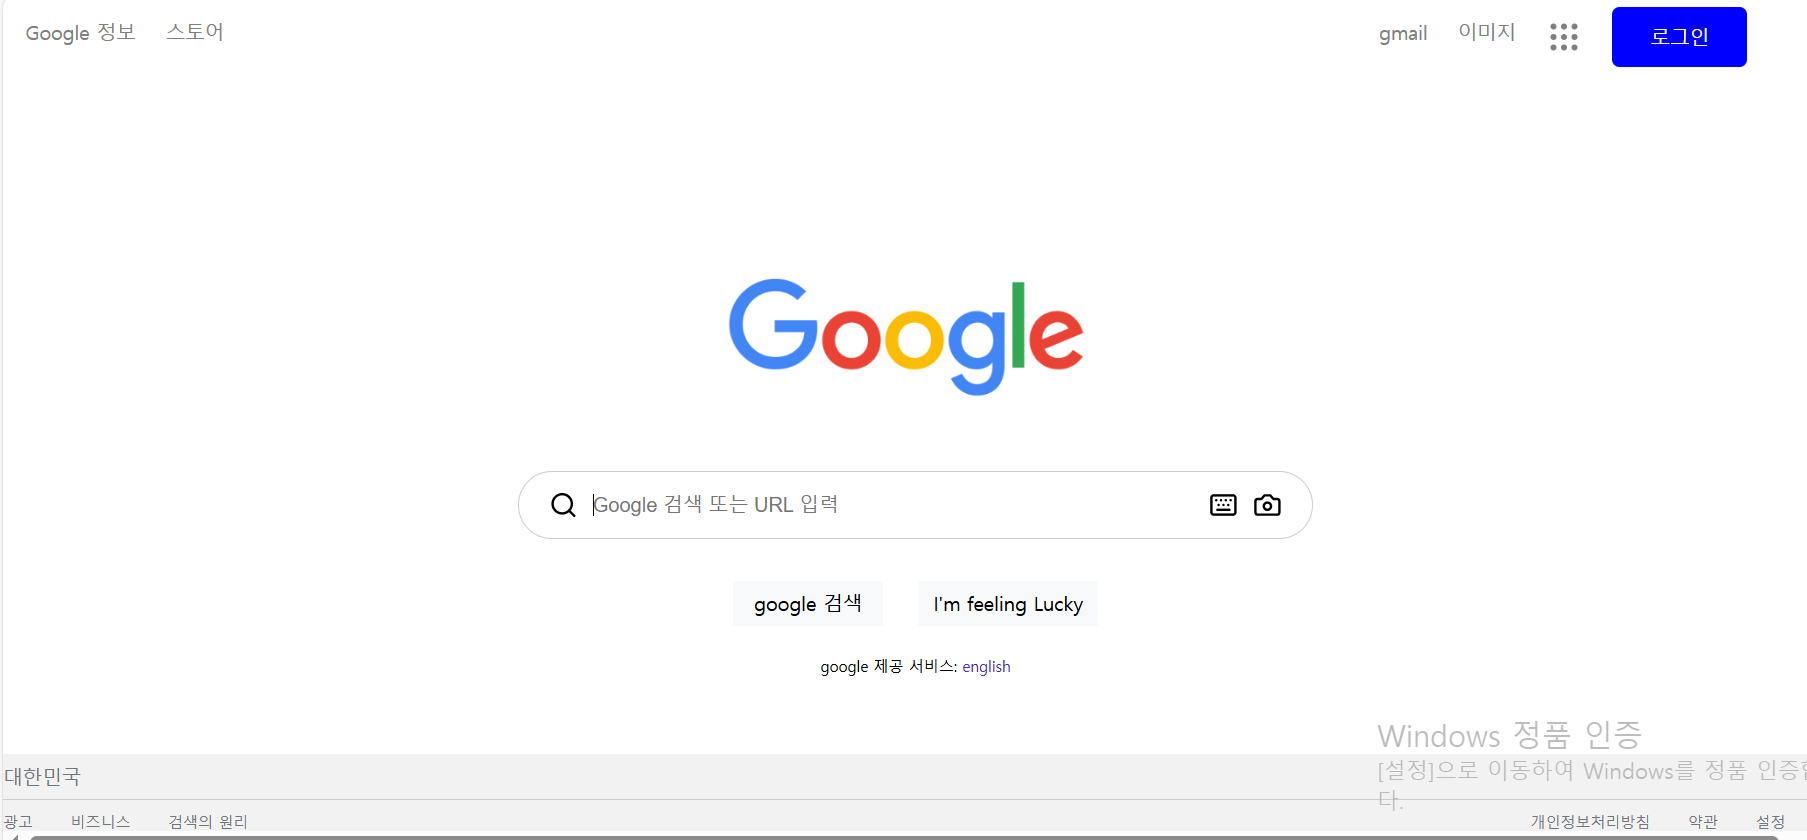 Google 정보 스토어 gmail 이미지 로그인
Google
Google 검색 또는 URL 입력
google 검색 I'm feeling Lucky
google 제공 서비스: english
Windows 정품 인증
[설정]으로 이동하여 Windows를 정품 인증합
다.
대한민국
광고 비즈니스 검색의 원리 개인정보처리방침 약관 설정